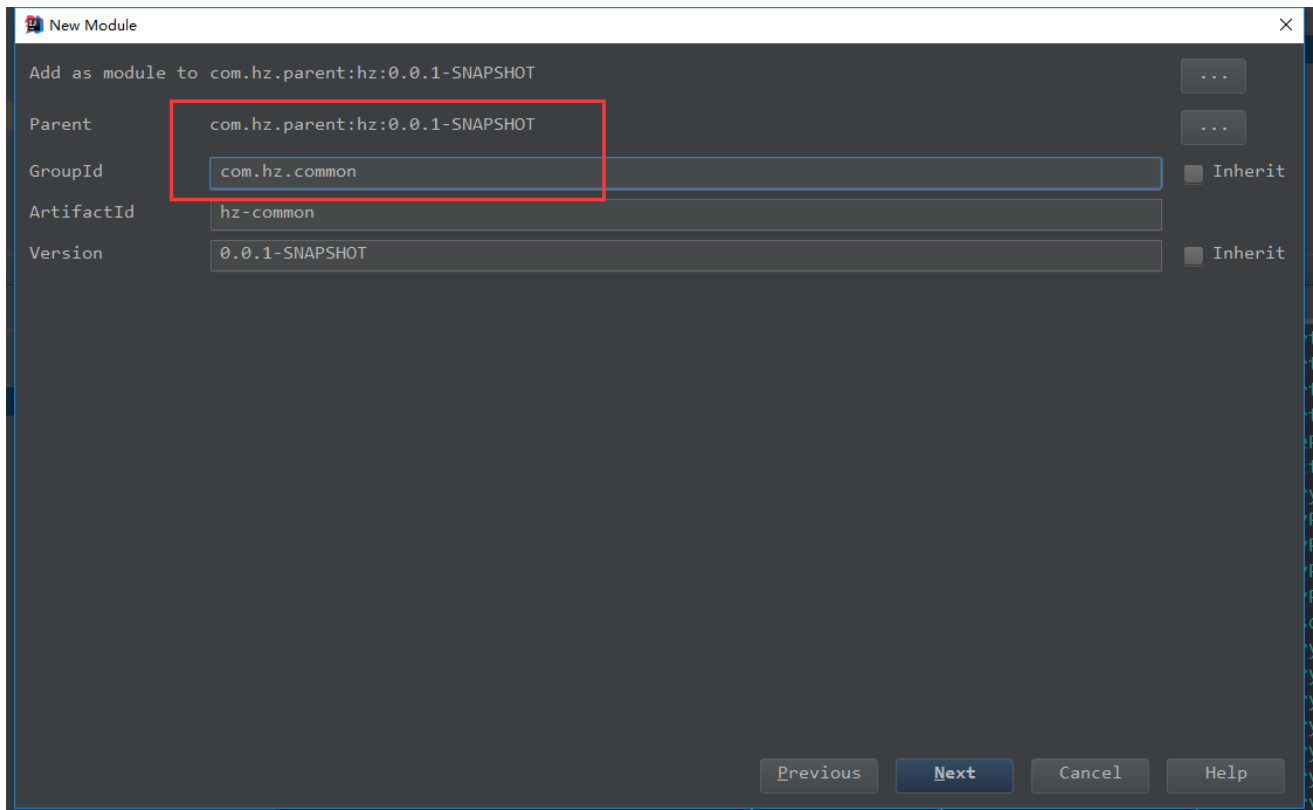 New Module
Add as module to com.hz.parent:hz:0.0.1-SNAPSHOT ...
Parent com.hz.parent:hz:0.0.1-SNAPSHOT ...
GroupId com.hz.common Inherit
ArtifactId hz-common
Version 0.0.1-SNAPSHOT Inherit
Previous Next Cancel Help